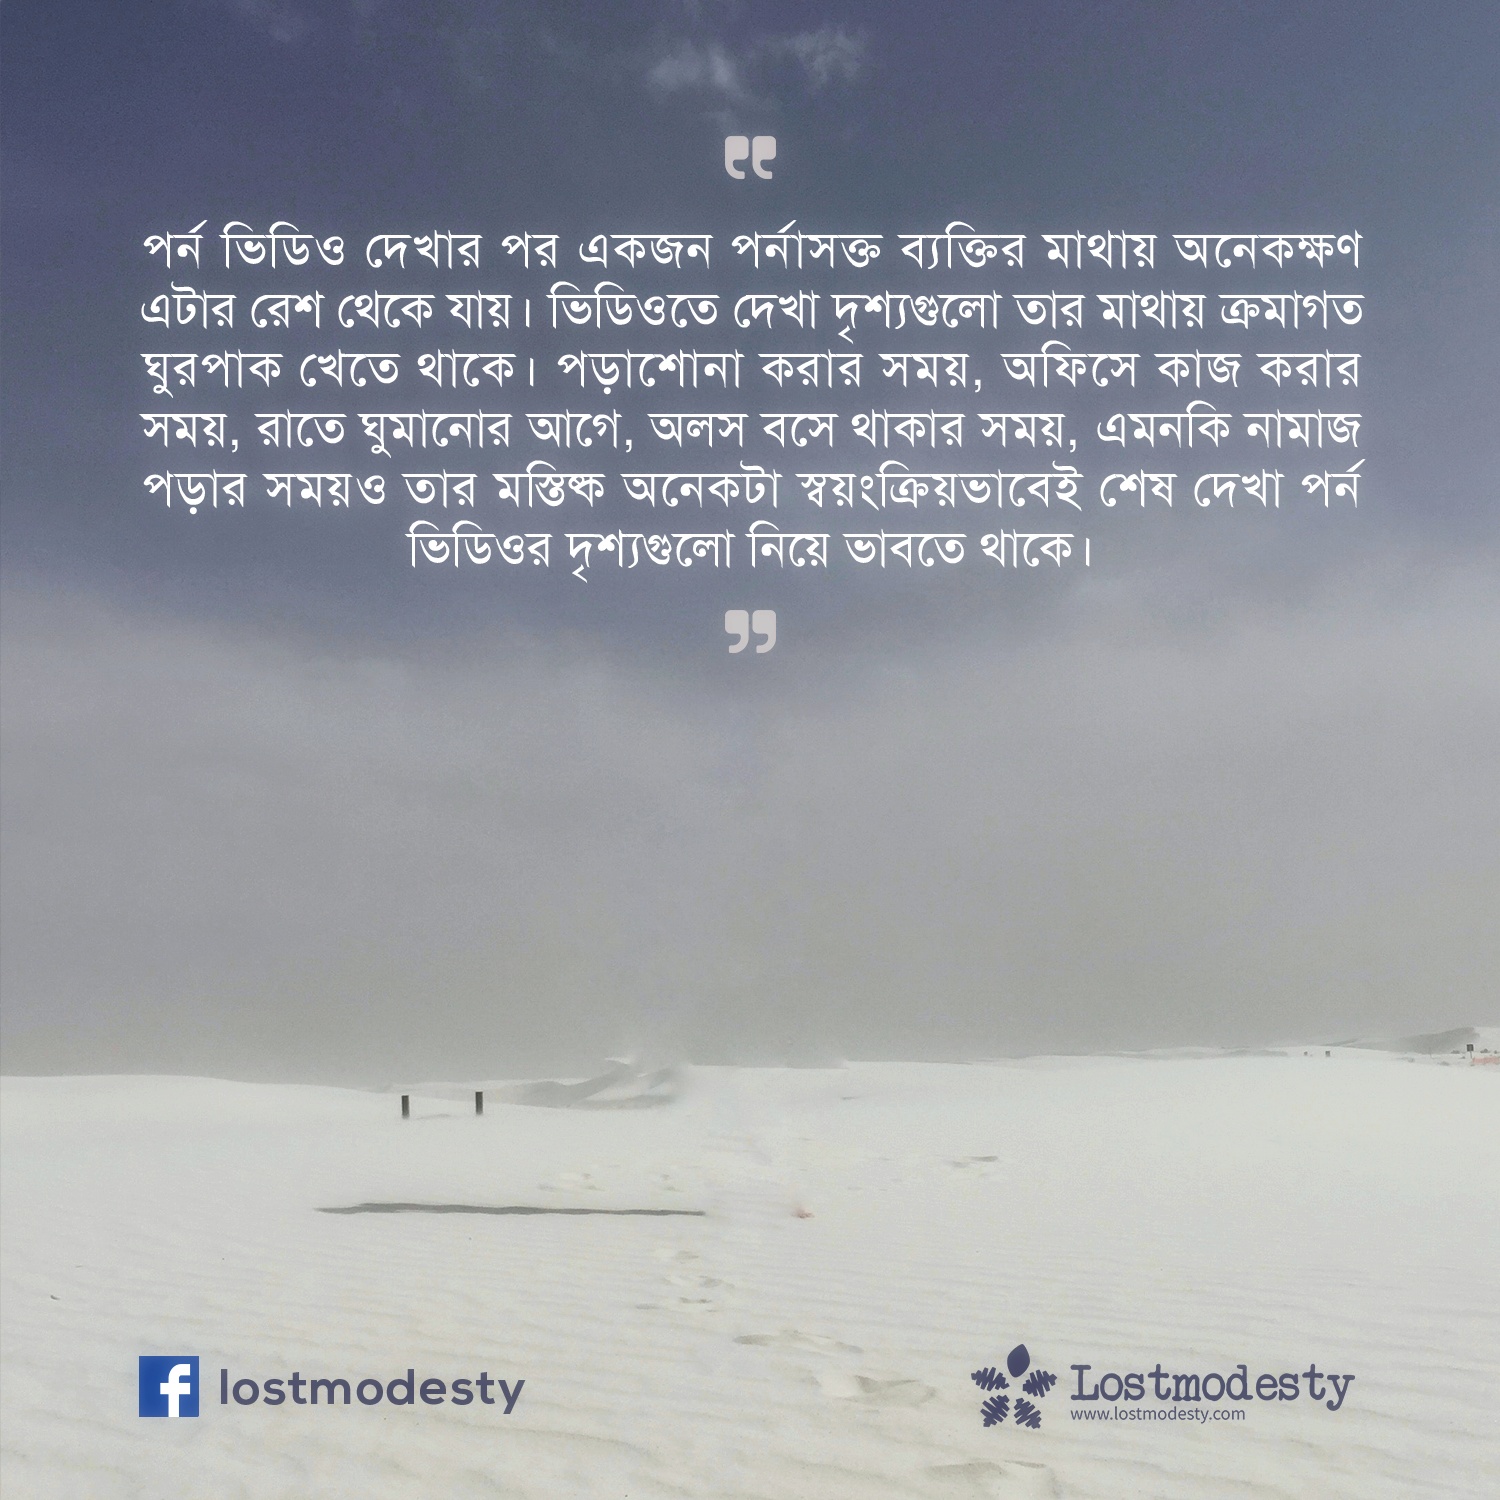 পর্ন ভিডিও দেখার পর একজন পর্নাসক্ত ব্যক্তির মাথায় অনেকক্ষণ
এটার রেশ থেকে যায়। ভিডিওতে দেখা দৃশ্যগুলো তার মাথায় ক্রমাগত
ঘুরপাক খেতে থাকে। পড়াশোনা করার সময়, অফিসে কাজ করার
সময়, রাতে ঘুমানোর আগে, অলস বসে থাকার সময়, এমনকি নামাজ
পড়ার সময়ও তার মস্তিষ্ক অনেকটা স্বয়ংক্রিয়ভাবেই শেষ দেখা পর্ন
ভিডিওর দৃশ্যগুলো নিয়ে ভাবতে থাকে।
lostmodesty
Lostmodesty
www.lostmodesty.com